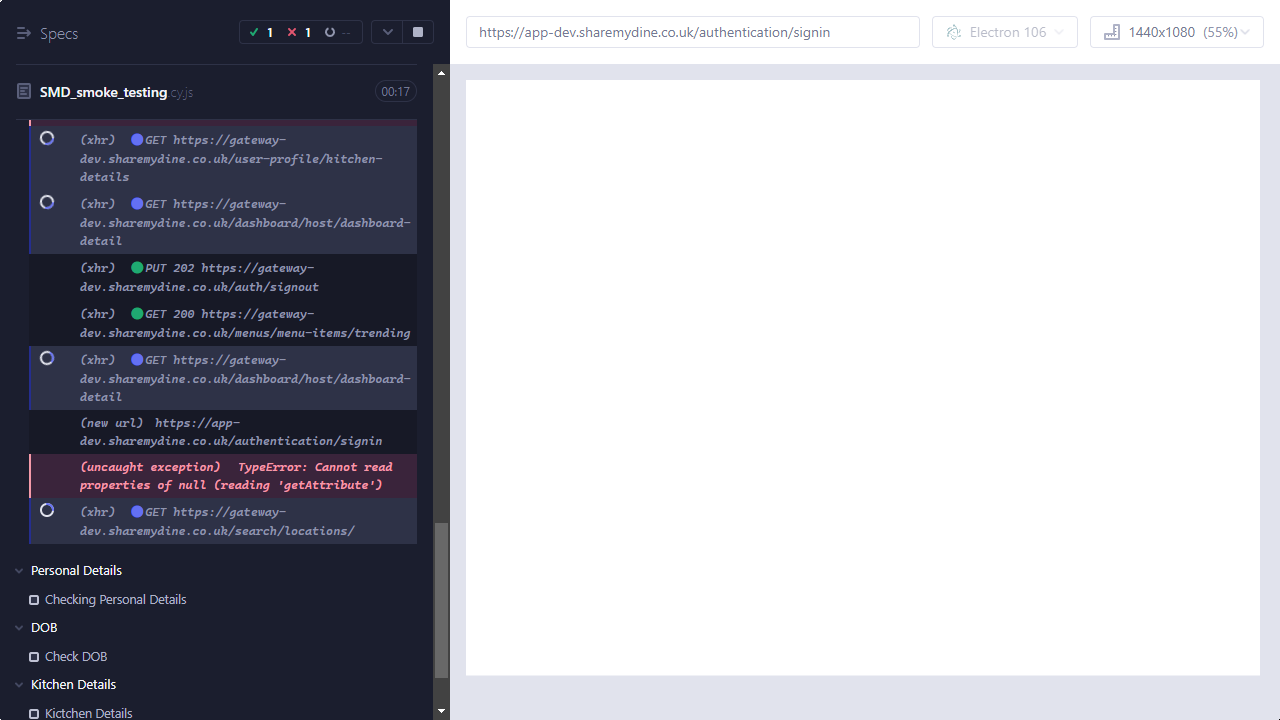 Specs
1
1
--
https://app-dev.sharemydine.co.uk/authentication/signin
Electron 106
1440x1080 (55%)
SMD_smoke_testing.cy.js
00:17
(xhr) GET https://gateway-
dev.sharemydine.co.uk/user-profile/kitchen-
details
(xhr) GET https://gateway-
dev.sharemydine.co.uk/dashboard/host/dashboard-
detail
(xhr) PUT 202 https://gateway-
dev.sharemydine.co.uk/auth/signout
(xhr) GET 200 https://gateway-
dev.sharemydine.co.uk/menus/menu-items/trending
(xhr) GET https://gateway-
dev.sharemydine.co.uk/dashboard/host/dashboard-
detail
(new url) https://app-
dev.sharemydine.co.uk/authentication/signin
(uncaught exception) TypeError: Cannot read
properties of null (reading 'getAttribute')
(xhr) GET https://gateway-
dev.sharemydine.co.uk/search/locations/
Personal Details
Checking Personal Details
DOB
Check DOB
Kitchen Details
Kictchen Details